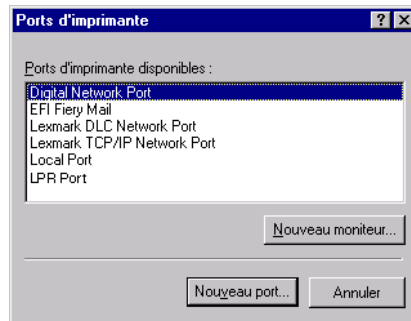 Ports d'imprimante
Ports d'imprimante disponibles :
Digital Network Port
EFI Fiery Mail
Lexmark DLC Network Port
Lexmark TCP/IP Network Port
Local Port
LPR Port
Nouveau moniteur...
Nouveau port...
Annuler